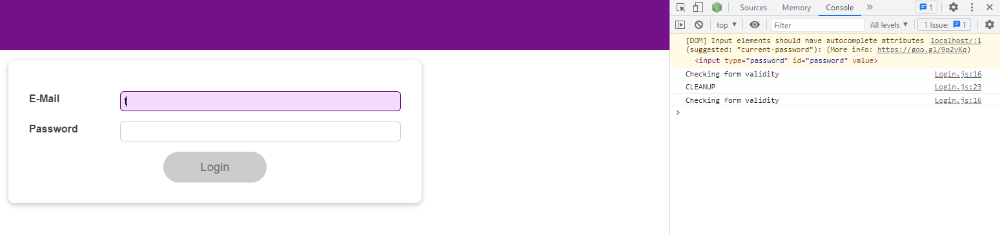 Sources Memory Console 1
top Filter All levels 1 Issue: 1
[DOM] Input elements should have autocomplete attributes localhost/:1
(suggested: "current-password"): (More info: https://goo.gl/9p2vKq)
<input type="password" id="password" value>
Checking form validity Login.js:16
CLEANUP Login.js:23
Checking form validity Login.js:16
E-Mail t
Password
Login